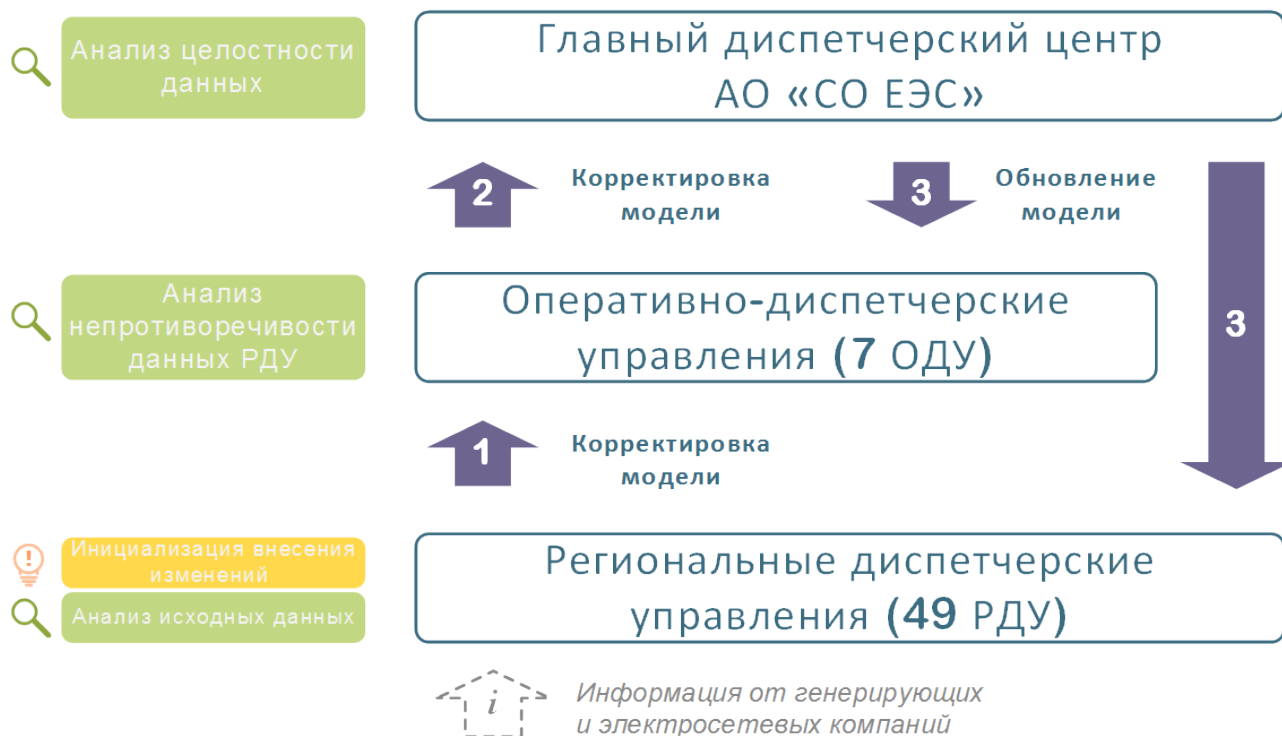 Анализ целостности
данных
Главный диспетчерский центр
АО «СО ЕЭС»
2
Корректировка
модели
3
Обновление
модели
3
Анализ
непротиворечивости
данных РДУ
Оперативно-диспетчерские
управления (7 ОДУ)
1
Корректировка
модели
!
Инициализация внесения
изменений
Анализ исходных данных
Региональные диспетчерские
управления (49 РДУ)
i
Информация от генерирующих
и электросетевых компаний